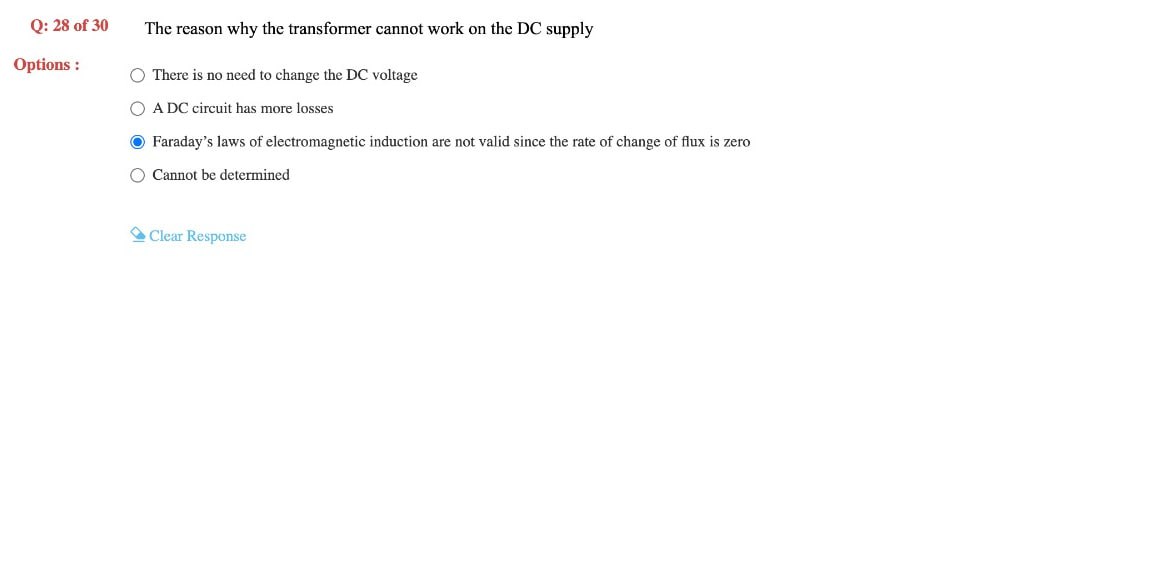 Q: 28 of 30 The reason why the transformer cannot work on the DC supply
Options :
There is no need to change the DC voltage
A DC circuit has more losses
Faraday’s laws of electromagnetic induction are not valid since the rate of change of flux is zero
Cannot be determined
Clear Response